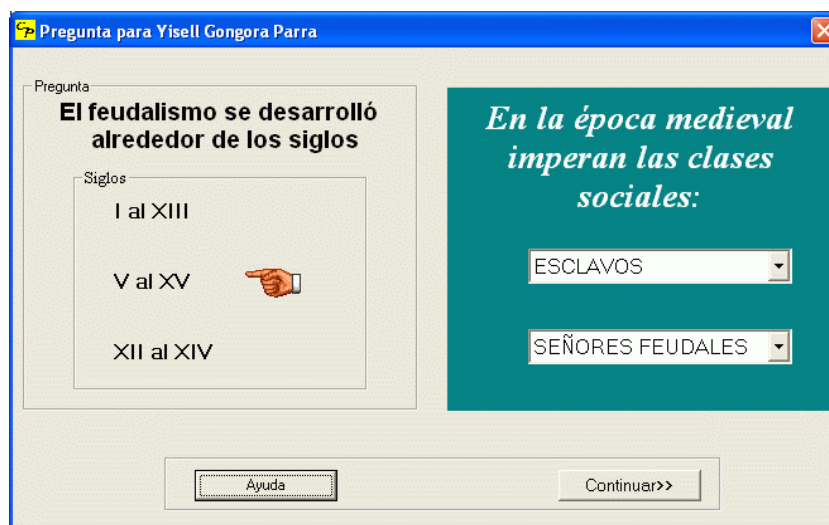 Pregunta para Yisell Gongora Parra
Pregunta
El feudalismo se desarrolló
alrededor de los siglos
Siglos
I al XIII
V al XV
XII al XIV
En la época medieval
imperan las clases
sociales:
ESCLAVOS
SEÑORES FEUDALES
Ayuda
Continuar>>